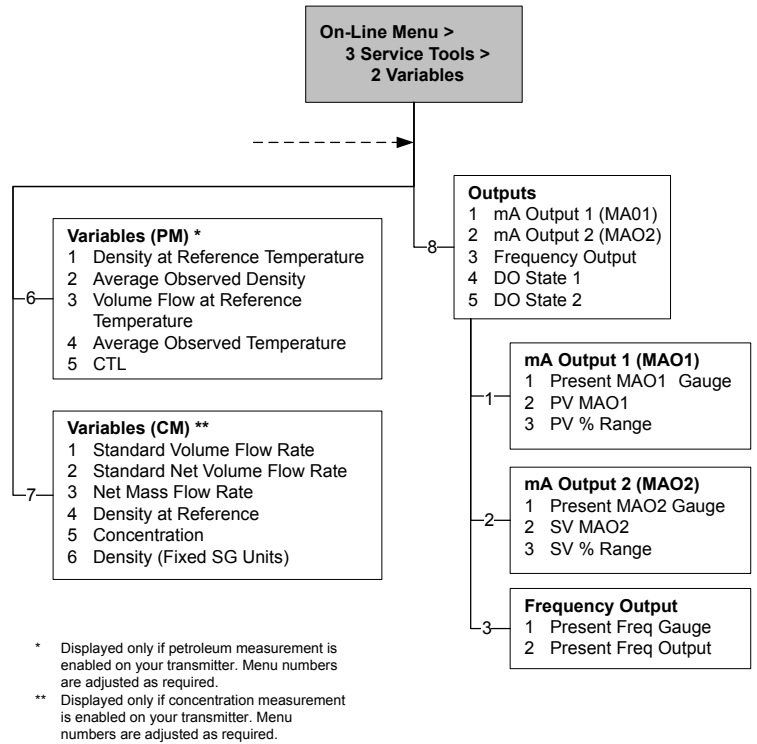 On-Line Menu >
3 Service Tools >
2 Variables
6
Variables (PM) *
1 Density at Reference Temperature
2 Average Observed Density
3 Volume Flow at Reference
Temperature
4 Average Observed Temperature
5 CTL
7
Variables (CM) **
1 Standard Volume Flow Rate
2 Standard Net Volume Flow Rate
3 Net Mass Flow Rate
4 Density at Reference
5 Concentration
6 Density (Fixed SG Units)
8
Outputs
1 mA Output 1 (MA01)
2 mA Output 2 (MAO2)
3 Frequency Output
4 DO State 1
5 DO State 2
1
mA Output 1 (MAO1)
1 Present MAO1 Gauge
2 PV MAO1
3 PV % Range
2
mA Output 2 (MAO2)
1 Present MAO2 Gauge
2 SV MAO2
3 SV % Range
3
Frequency Output
1 Present Freq Gauge
2 Present Freq Output
* Displayed only if petroleum measurement is
enabled on your transmitter. Menu numbers
are adjusted as required.
** Displayed only if concentration measurement
is enabled on your transmitter. Menu
numbers are adjusted as required.